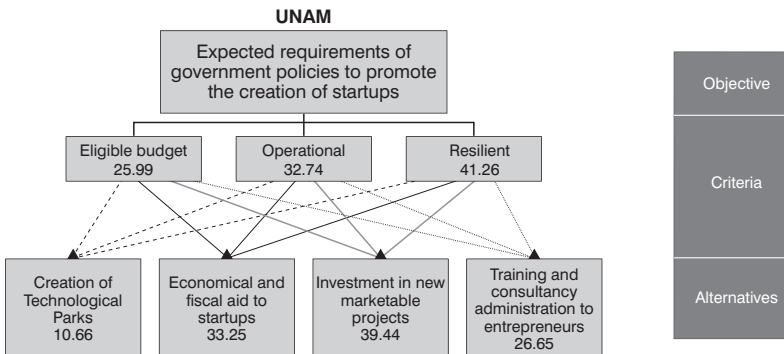 UNAM
Expected requirements of
government policies to promote
the creation of startups
Eligible budget
25.99
Operational
32.74
Resilient
41.26
Creation of
Technological
Parks
10.66
Economical and
fiscal aid to
startups
33.25
Investment in new
marketable
projects
39.44
Training and
consultancy
administration to
entrepreneurs
26.65
Objective
Criteria
Alternatives